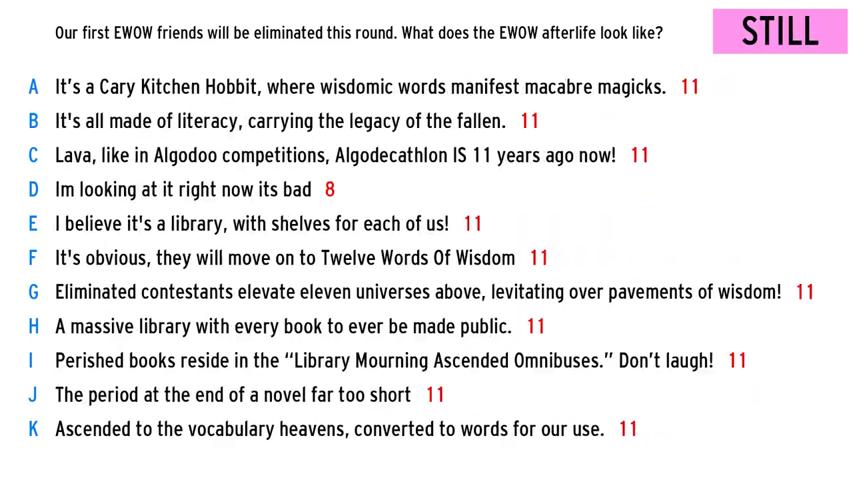 Our first EWOW friends will be eliminated this round. What does the EWOW afterlife look like?
STILL
A It's a Cary Kitchen Hobbit, where wisdomic words manifest macabre magicks. 11
B It's all made of literacy, carrying the legacy of the fallen. 11
C Lava, like in Algodoo competitions, Algodecathlon IS 11 years ago now! 11
D Im looking at it right now its bad 8
E I believe it's a library, with shelves for each of us! 11
F It's obvious, they will move on to Twelve Words Of Wisdom 11
G Eliminated contestants elevate eleven universes above, levitating over pavements of wisdom! 11
H A massive library with every book to ever be made public. 11
I Perished books reside in the “Library Mourning Ascended Omnibuses.” Don't laugh! 11
J The period at the end of a novel far too short 11
K Ascended to the vocabulary heavens, converted to words for our use. 11